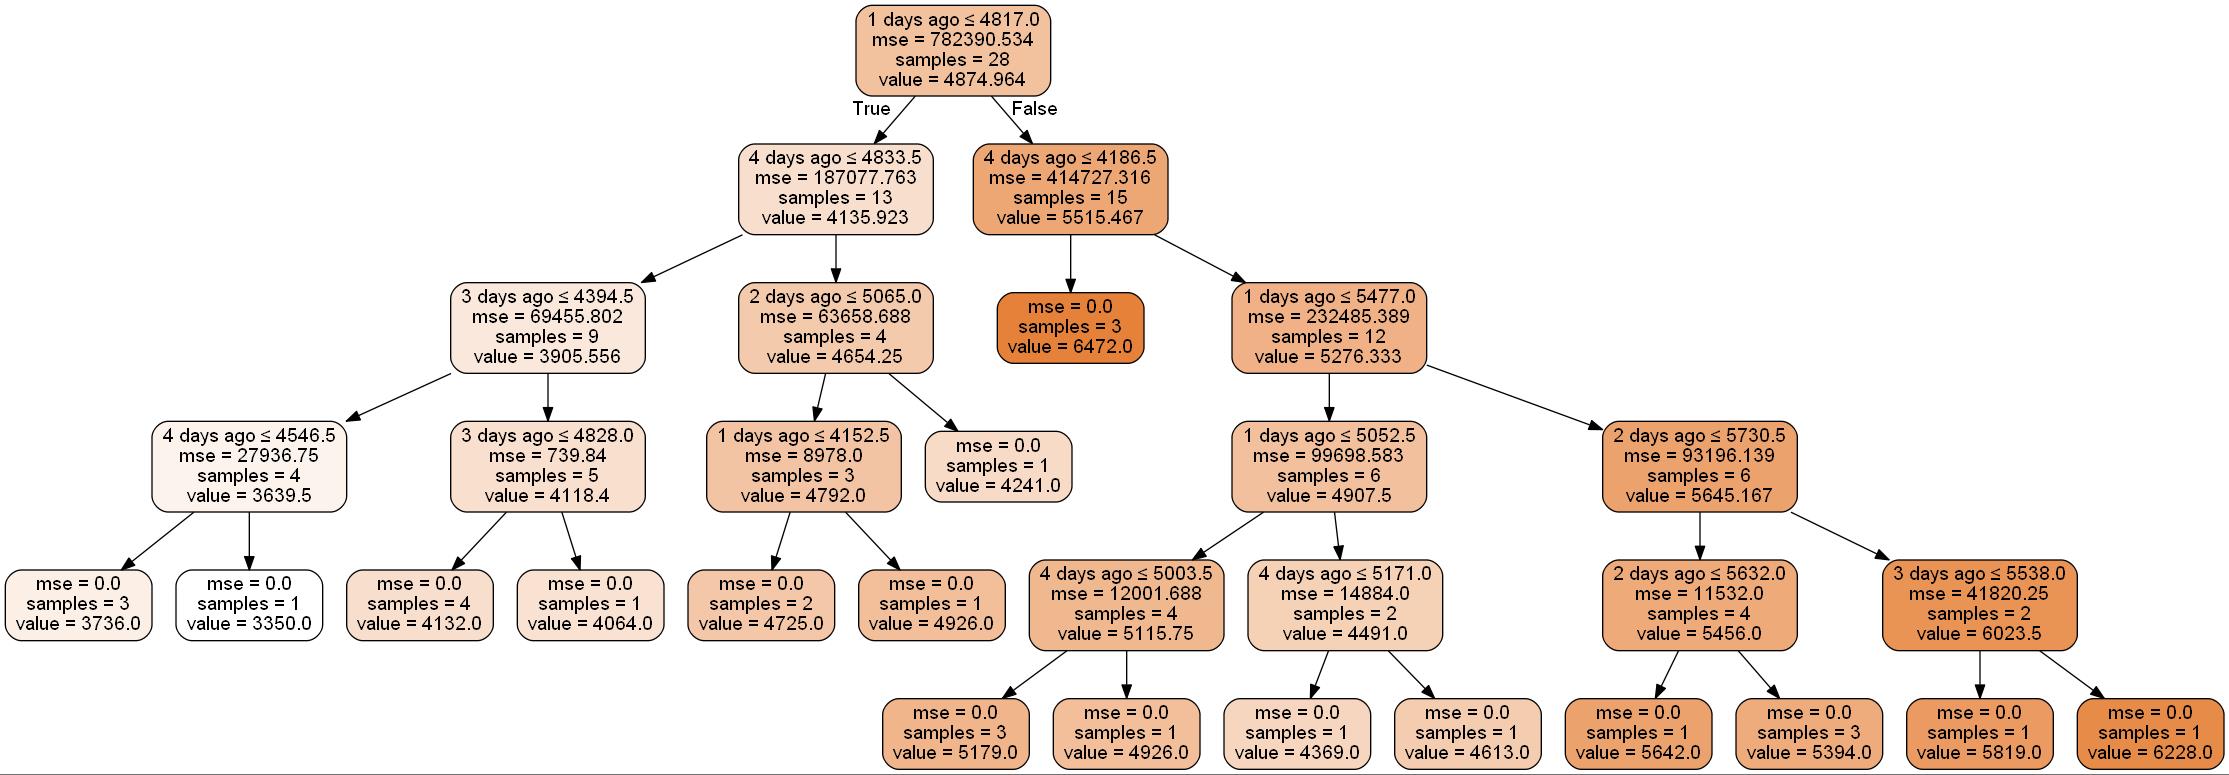 1 days ago ≤ 4817.0
mse = 782390.534
samples = 28
value = 4874.964
True
False
4 days ago ≤ 4833.5
mse = 187077.763
samples = 13
value = 4135.923
4 days ago ≤ 4186.5
mse = 414727.316
samples = 15
value = 5515.467
3 days ago ≤ 4394.5
mse = 69455.802
samples = 9
value = 3905.556
2 days ago ≤ 5065.0
mse = 63658.688
samples = 4
value = 4654.25
mse = 0.0
samples = 3
value = 6472.0
1 days ago ≤ 5477.0
mse = 232485.389
samples = 12
value = 5276.333
4 days ago ≤ 4546.5
mse = 27936.75
samples = 4
value = 3639.5
3 days ago ≤ 4828.0
mse = 739.84
samples = 5
value = 4118.4
1 days ago ≤ 4152.5
mse = 8978.0
samples = 3
value = 4792.0
mse = 0.0
samples = 1
value = 4241.0
1 days ago ≤ 5052.5
mse = 99698.583
samples = 6
value = 4907.5
2 days ago ≤ 5730.5
mse = 93196.139
samples = 6
value = 5645.167
mse = 0.0
samples = 3
value = 3736.0
mse = 0.0
samples = 1
value = 3350.0
mse = 0.0
samples = 4
value = 4132.0
mse = 0.0
samples = 1
value = 4064.0
mse = 0.0
samples = 2
value = 4725.0
mse = 0.0
samples = 1
value = 4926.0
4 days ago ≤ 5003.5
mse = 12001.688
samples = 4
value = 5115.75
4 days ago ≤ 5171.0
mse = 14884.0
samples = 2
value = 4491.0
2 days ago ≤ 5632.0
mse = 11532.0
samples = 4
value = 5456.0
3 days ago ≤ 5538.0
mse = 41820.25
samples = 2
value = 6023.5
mse = 0.0
samples = 3
value = 5179.0
mse = 0.0
samples = 1
value = 4926.0
mse = 0.0
samples = 1
value = 4369.0
mse = 0.0
samples = 1
value = 4613.0
mse = 0.0
samples = 1
value = 5642.0
mse = 0.0
samples = 3
value = 5394.0
mse = 0.0
samples = 1
value = 5819.0
mse = 0.0
samples = 1
value = 6228.0